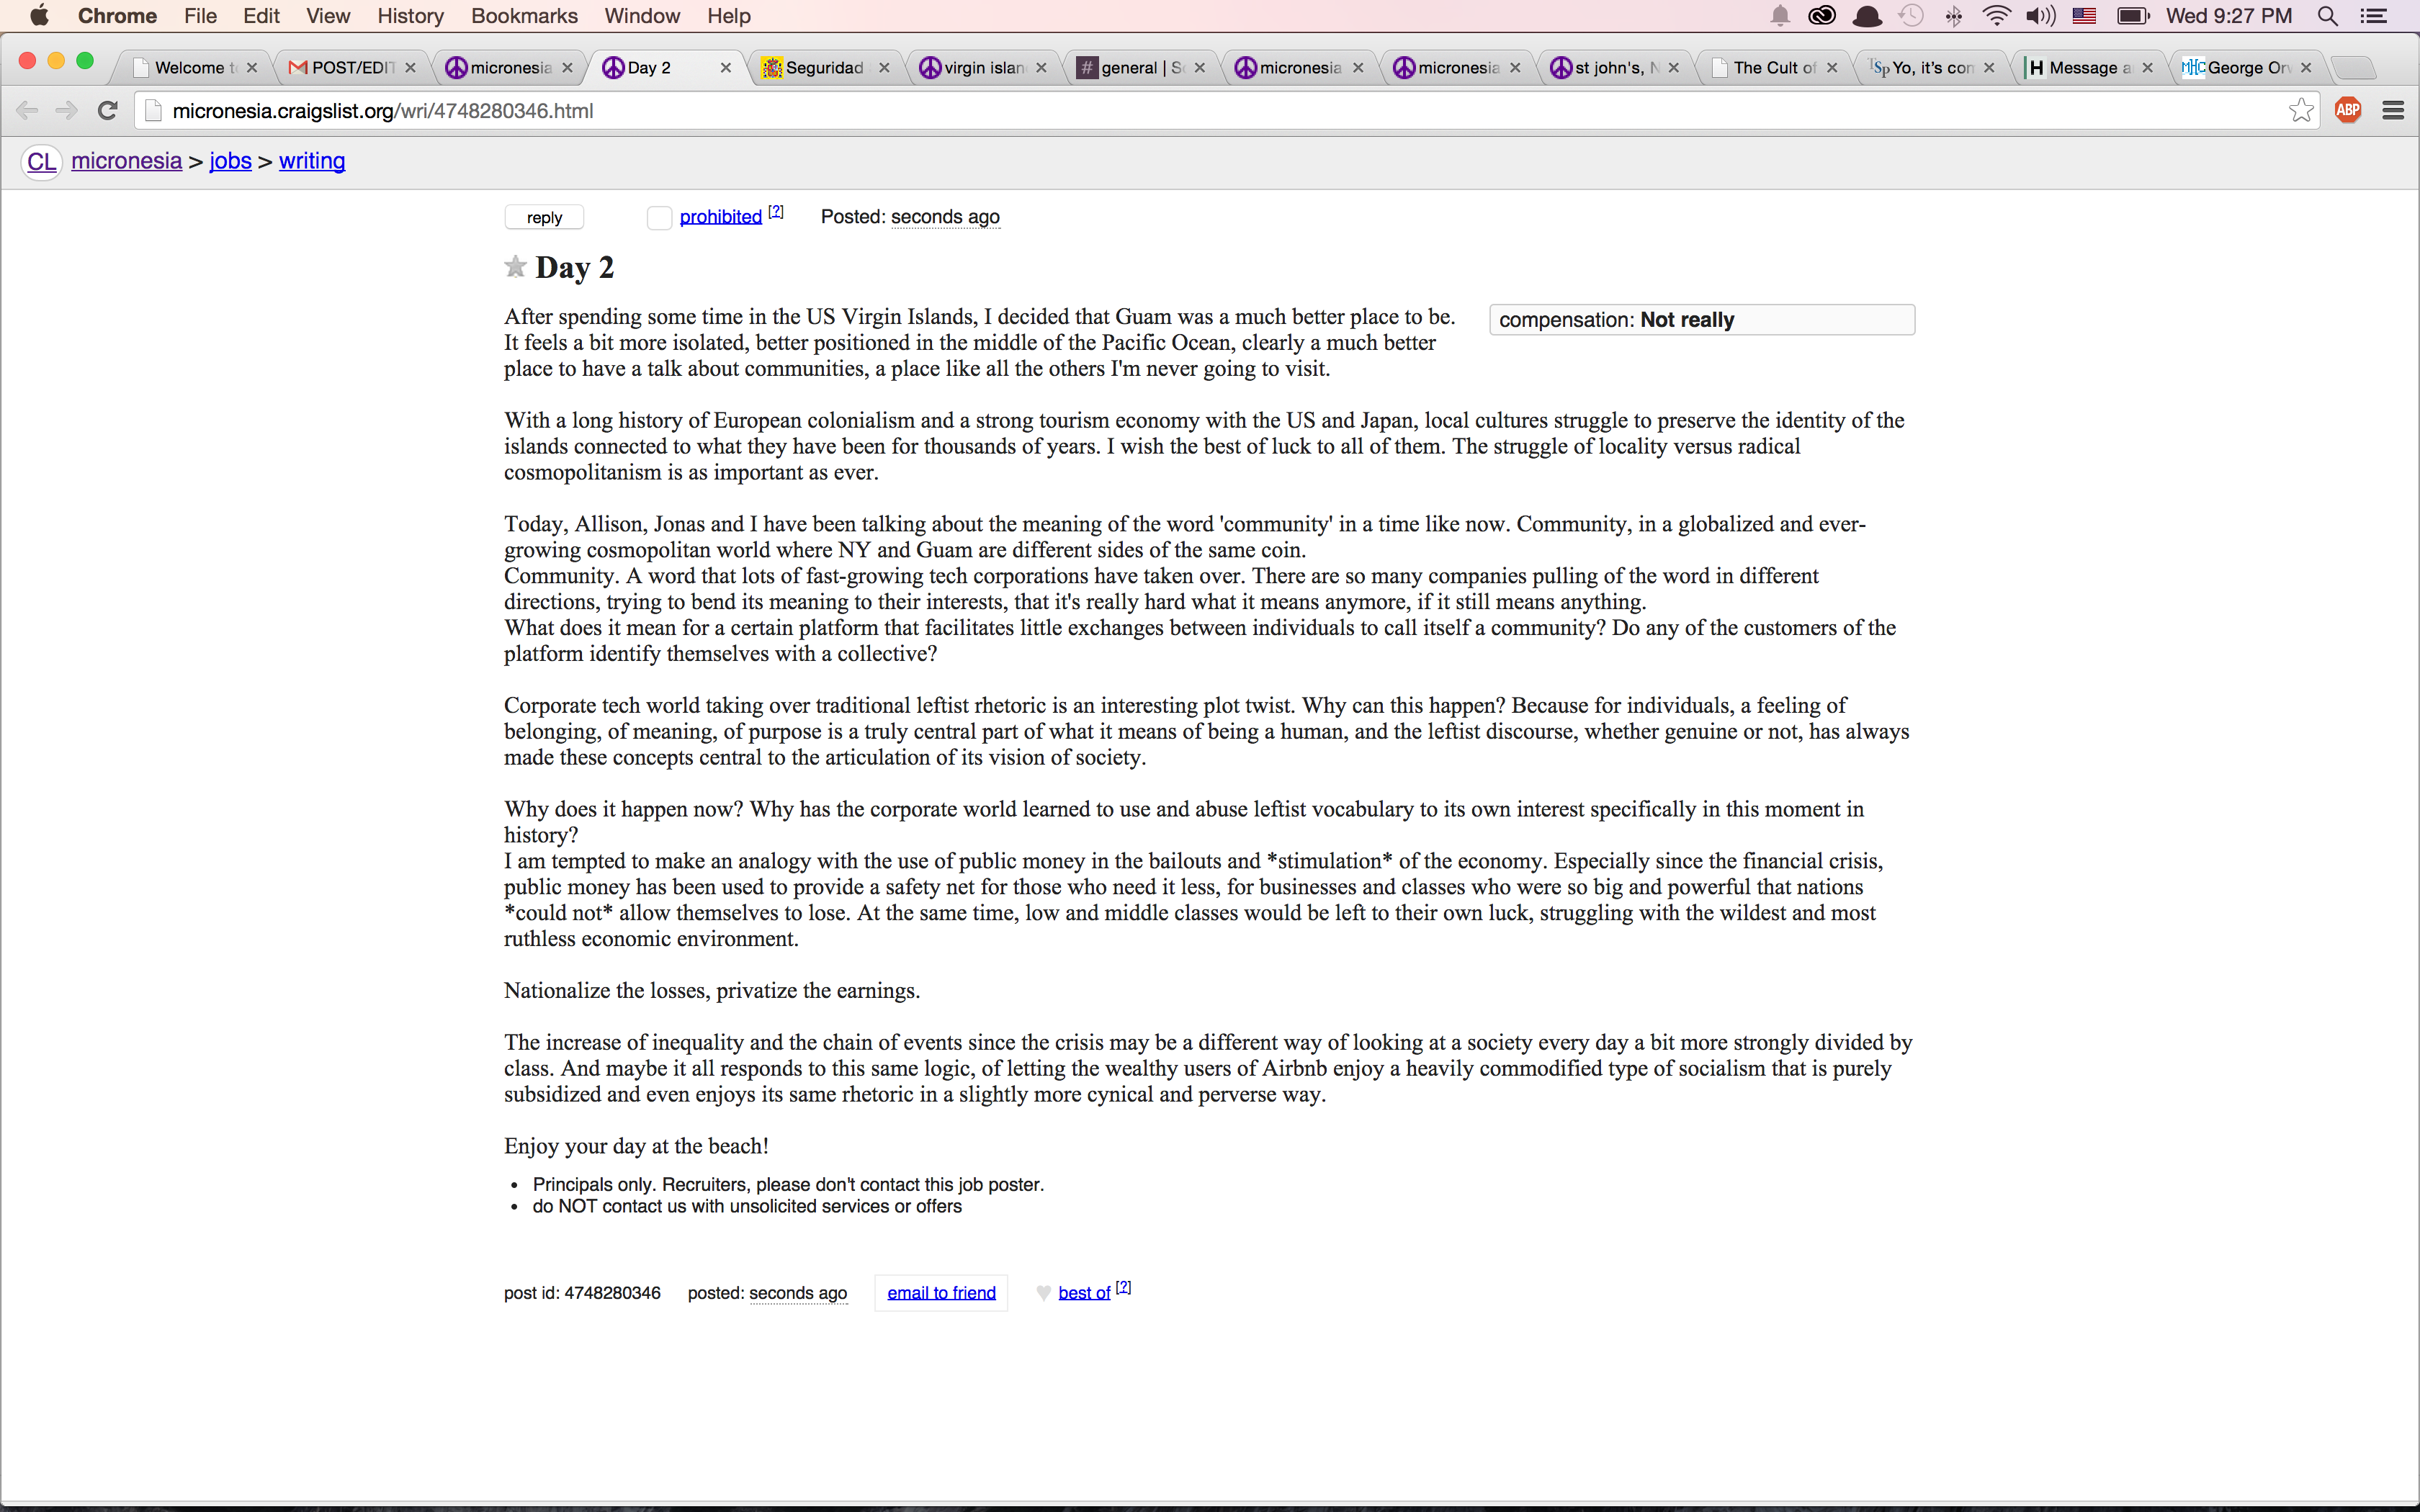 Chrome File Edit View History Bookmarks Window Help Wed 9:27 PM
Welcome t POST/EDIT micronesia Day 2 Seguridad virgin islan # general | S micronesia micronesia st john's, N The Cult of TSp Yo, it's con H Message a MHC George Orv
micronesia.craigslist.org/wri/4748280346.html ABP
CL micronesia > jobs > writing
reply prohibited [?] Posted: seconds ago
Day 2
compensation: Not really
After spending some time in the US Virgin Islands, I decided that Guam was a much better place to be.
It feels a bit more isolated, better positioned in the middle of the Pacific Ocean, clearly a much better
place to have a talk about communities, a place like all the others I'm never going to visit.
With a long history of European colonialism and a strong tourism economy with the US and Japan, local cultures struggle to preserve the identity of the
islands connected to what they have been for thousands of years. I wish the best of luck to all of them. The struggle of locality versus radical
cosmopolitanism is as important as ever.
Today, Allison, Jonas and I have been talking about the meaning of the word 'community' in a time like now. Community, in a globalized and ever-
growing cosmopolitan world where NY and Guam are different sides of the same coin.
Community. A word that lots of fast-growing tech corporations have taken over. There are so many companies pulling of the word in different
directions, trying to bend its meaning to their interests, that it's really hard what it means anymore, if it still means anything.
What does it mean for a certain platform that facilitates little exchanges between individuals to call itself a community? Do any of the customers of the
platform identify themselves with a collective?
Corporate tech world taking over traditional leftist rhetoric is an interesting plot twist. Why can this happen? Because for individuals, a feeling of
belonging, of meaning, of purpose is a truly central part of what it means of being a human, and the leftist discourse, whether genuine or not, has always
made these concepts central to the articulation of its vision of society.
Why does it happen now? Why has the corporate world learned to use and abuse leftist vocabulary to its own interest specifically in this moment in
history?
I am tempted to make an analogy with the use of public money in the bailouts and *stimulation* of the economy. Especially since the financial crisis,
public money has been used to provide a safety net for those who need it less, for businesses and classes who were so big and powerful that nations
*could not* allow themselves to lose. At the same time, low and middle classes would be left to their own luck, struggling with the wildest and most
ruthless economic environment.
Nationalize the losses, privatize the earnings.
The increase of inequality and the chain of events since the crisis may be a different way of looking at a society every day a bit more strongly divided by
class. And maybe it all responds to this same logic, of letting the wealthy users of Airbnb enjoy a heavily commodified type of socialism that is purely
subsidized and even enjoys its same rhetoric in a slightly more cynical and perverse way.
Enjoy your day at the beach!
• Principals only. Recruiters, please don't contact this job poster.
• do NOT contact us with unsolicited services or offers
post id: 4748280346 posted: seconds ago email to friend best of [?]